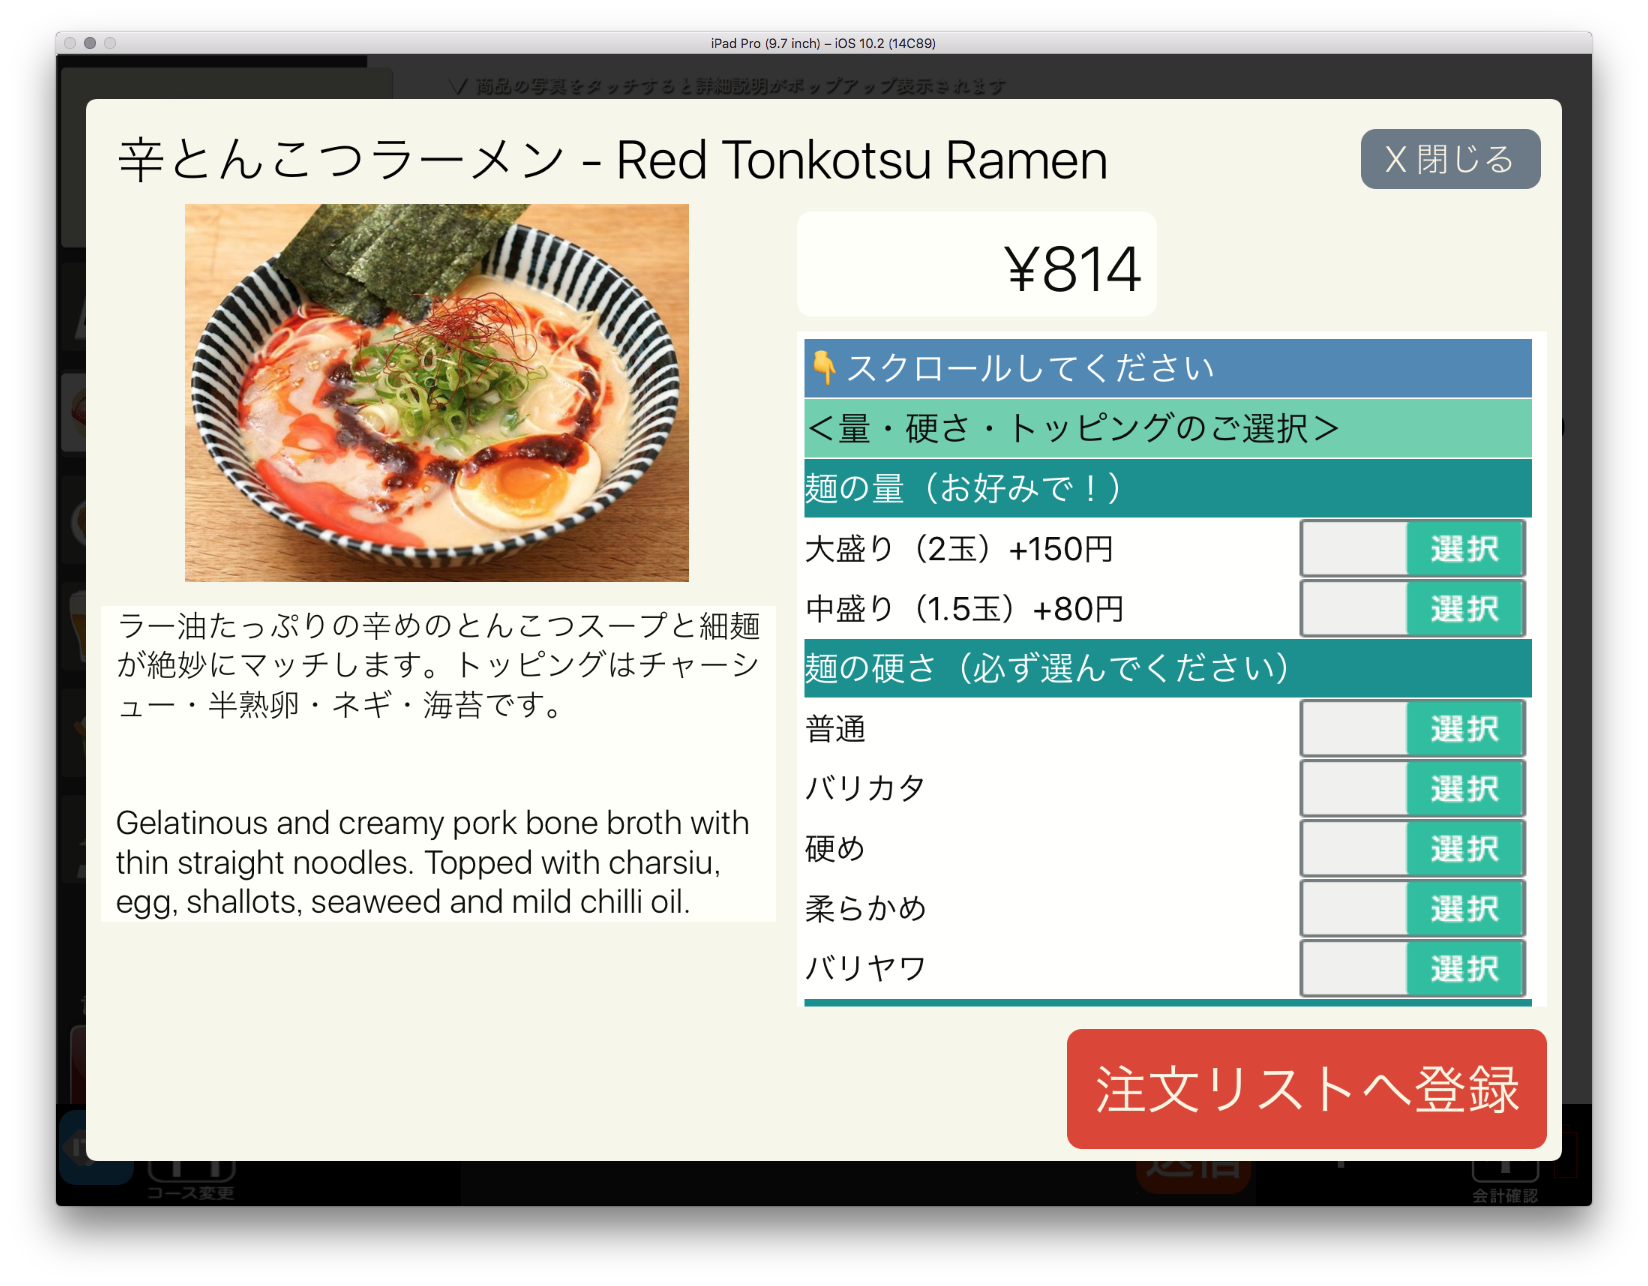 iPad Pro (9.7 inch) – iOS 10.2 (14C89)
∨ 商品の写真をタッチすると詳細説明がポップアップ表示されます
辛とんこつラーメン - Red Tonkotsu Ramen
X 閉じる
¥814
👇スクロールしてください
＜量・硬さ・トッピングのご選択＞
麺の量（お好みで！）
大盛り（2玉）+150円
選択
中盛り（1.5玉）+80円
選択
麺の硬さ（必ず選んでください）
普通
選択
バリカタ
選択
硬め
選択
柔らかめ
選択
バリヤワ
選択
ラー油たっぷりの辛めのとんこつスープと細麺
が絶妙にマッチします。トッピングはチャーシ
ュー・半熟卵・ネギ・海苔です。
Gelatinous and creamy pork bone broth with
thin straight noodles. Topped with charsiu,
egg, shallots, seaweed and mild chilli oil.
注文リストへ登録
コース変更
会計確認